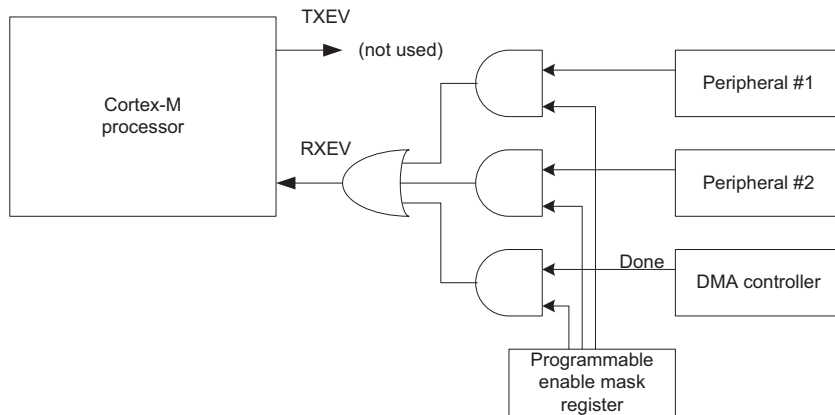 TXEV
(not used)
Cortex-M
processor
RXEV
Peripheral #1
Peripheral #2
Done
DMA controller
Programmable
enable mask
register